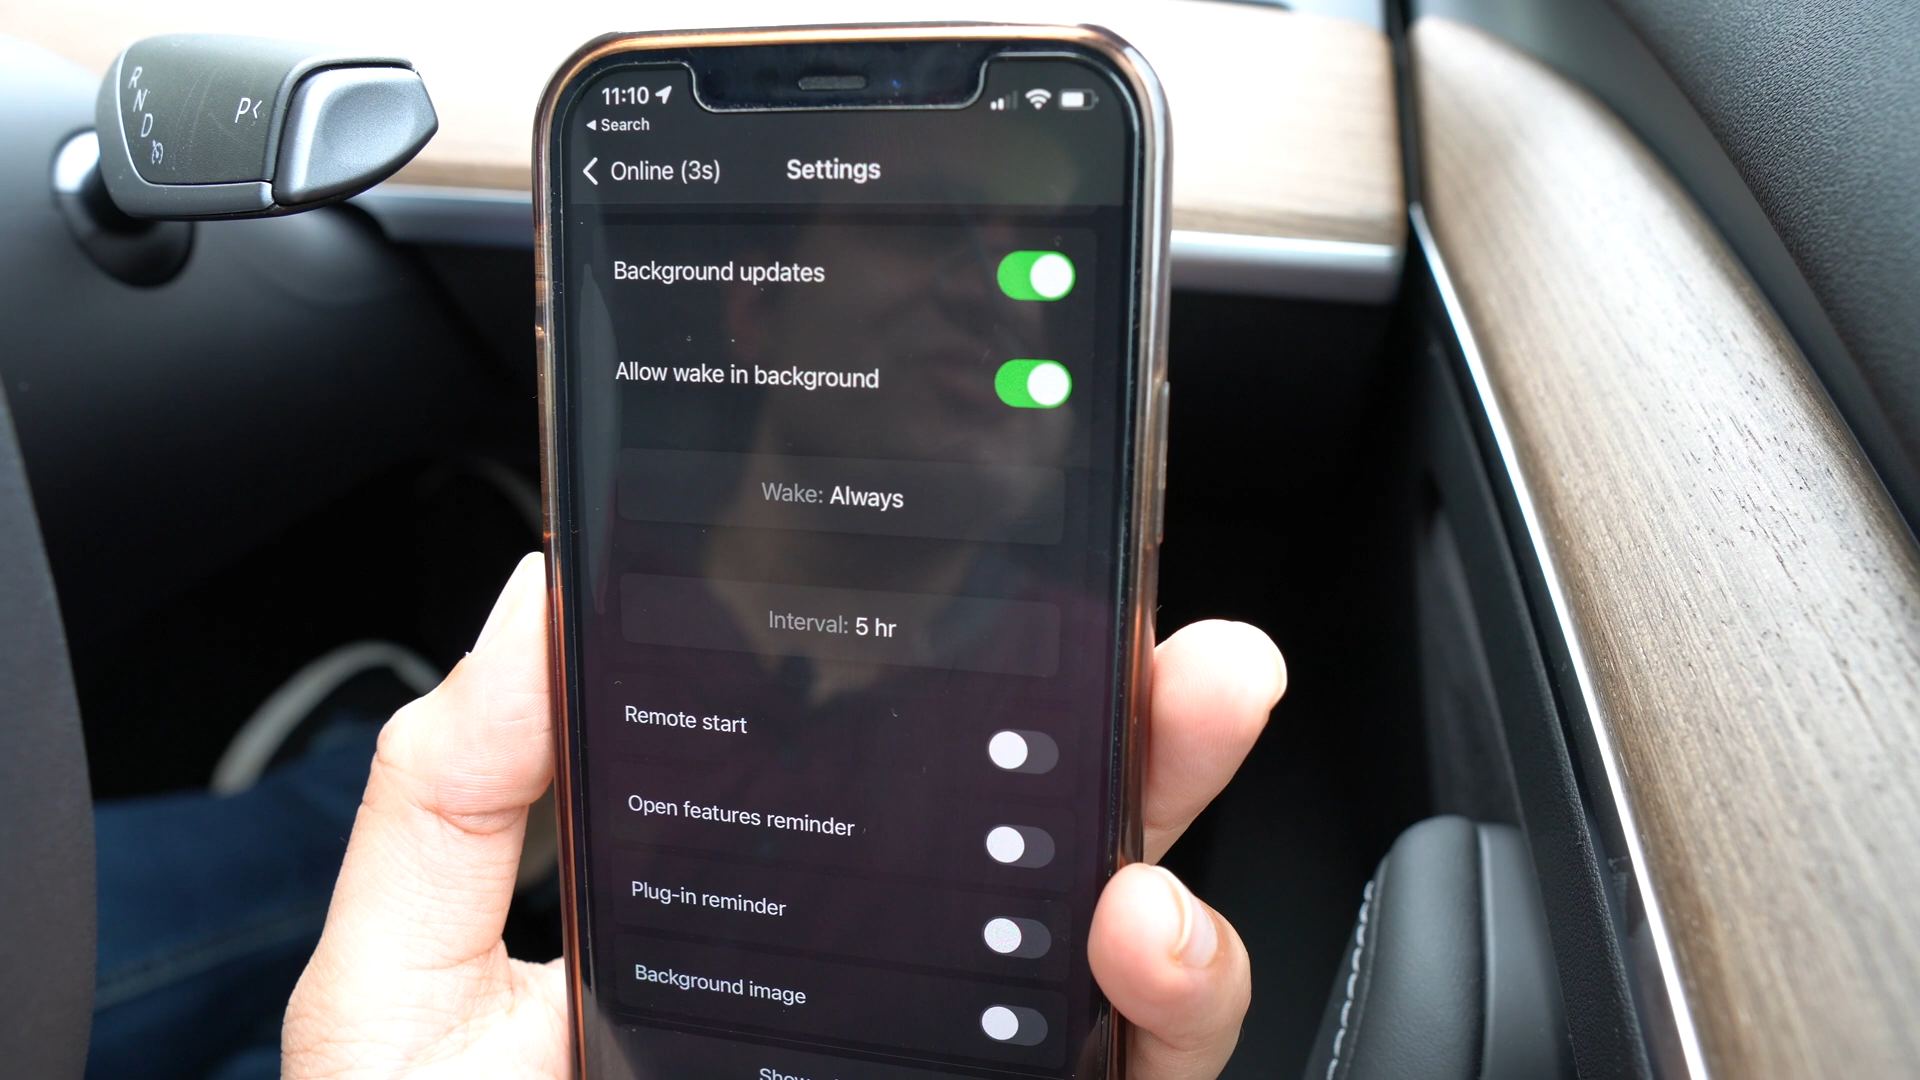 R
N
D
P<
11:10
◀ Search
Online (3s)
Settings
Background updates
Allow wake in background
Wake: Always
Interval: 5 hr
Remote start
Open features reminder
Plug-in reminder
Background image